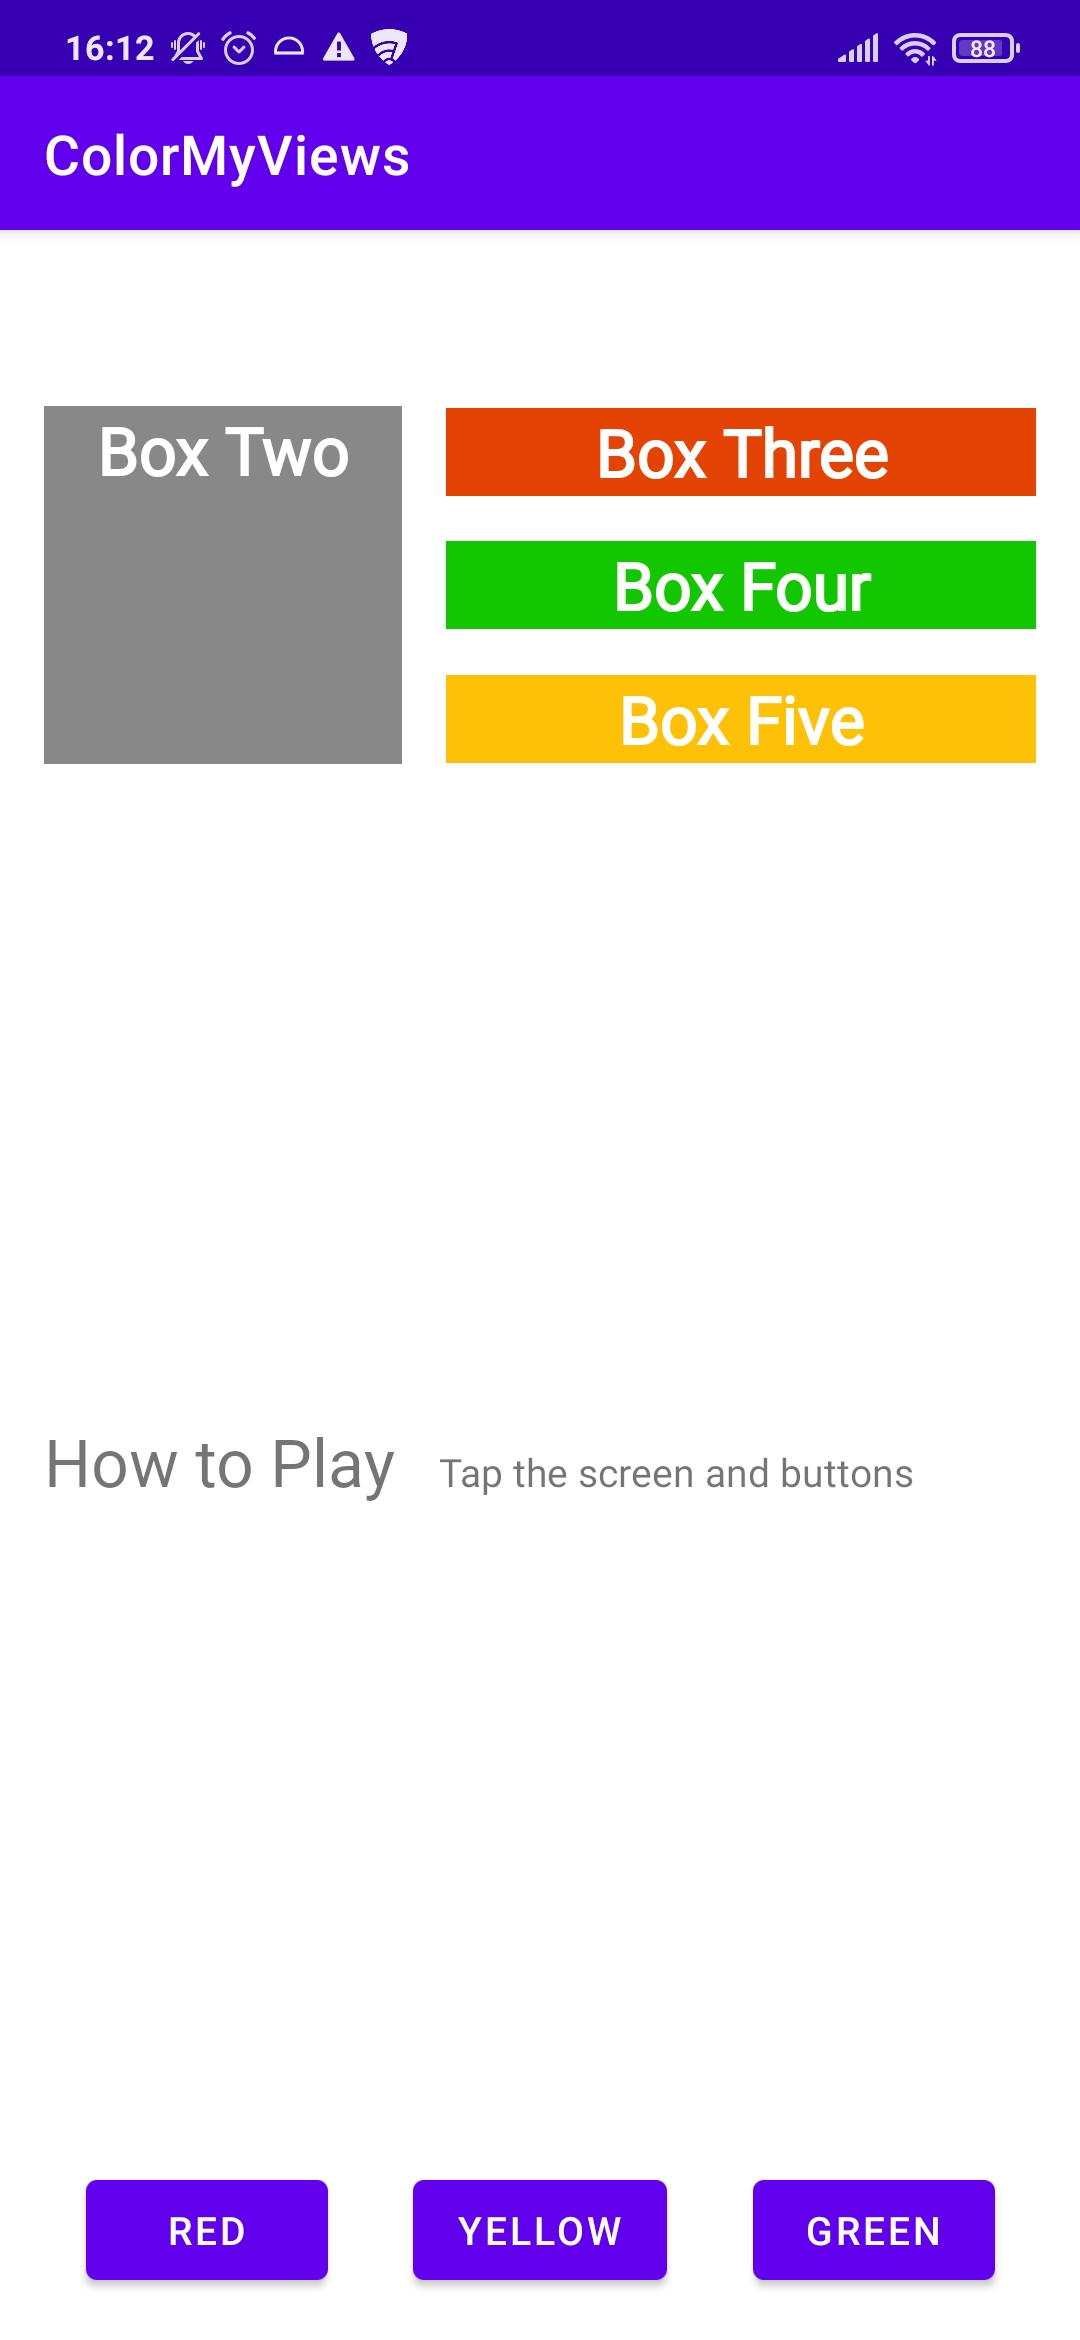 16:12
88
ColorMyViews
Box Two
Box Three
Box Four
Box Five
How to Play
Tap the screen and buttons
RED
YELLOW
GREEN